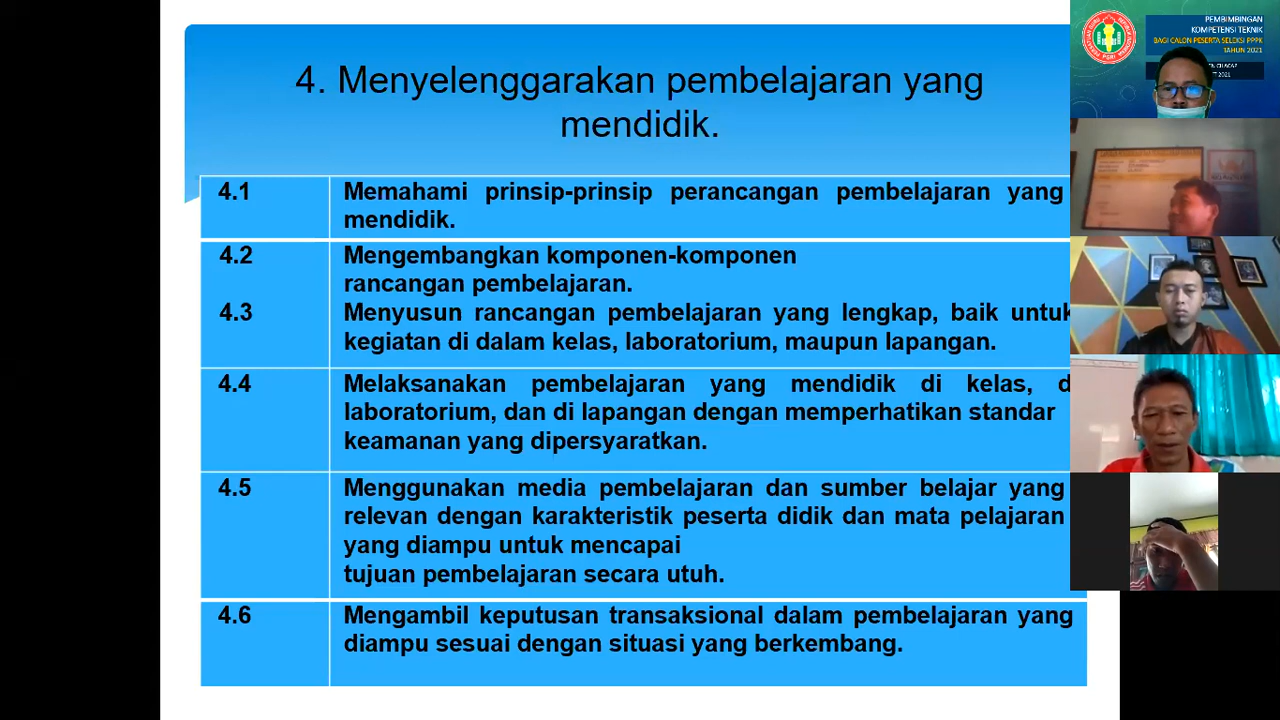 4. Menyelenggarakan pembelajaran yang
mendidik.
4.1
Memahami prinsip-prinsip perancangan pembelajaran yang
mendidik.
4.2
Mengembangkan komponen-komponen
rancangan pembelajaran.
4.3
Menyusun rancangan pembelajaran yang lengkap, baik untuk
kegiatan di dalam kelas, laboratorium, maupun lapangan.
4.4
Melaksanakan pembelajaran yang mendidik di kelas, d
laboratorium, dan di lapangan dengan memperhatikan standar
keamanan yang dipersyaratkan.
4.5
Menggunakan media pembelajaran dan sumber belajar yang
relevan dengan karakteristik peserta didik dan mata pelajaran
yang diampu untuk mencapai
tujuan pembelajaran secara utuh.
4.6
Mengambil keputusan transaksional dalam pembelajaran yang
diampu sesuai dengan situasi yang berkembang.
PEMBIMBINGAN
KOMPETENSI TEKNIK
BAGI CALON PESERTA SELEKSI PPPK
TAHUN 2021
2021
PGRI